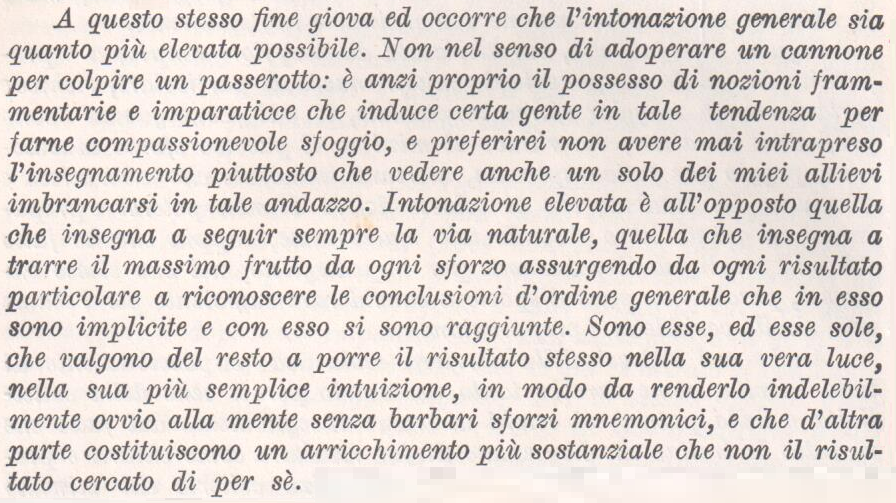 A questo stesso fine giova ed occorre che l'intonazione generale sia
quanto più elevata possibile. Non nel senso di adoperare un cannone
per colpire un passerotto: è anzi proprio il possesso di nozioni fram-
mentarie e imparaticce che induce certa gente in tale tendenza per
farne compassionevole sfoggio, e preferirei non avere mai intrapreso
l'insegnamento piuttosto che vedere anche un solo dei miei allievi
imbrancarsi in tale andazzo. Intonazione elevata è all'opposto quella
che insegna a seguir sempre la via naturale, quella che insegna a
trarre il massimo frutto da ogni sforzo assurgendo da ogni risultato
particolare a riconoscere le conclusioni d'ordine generale che in esso
sono implicite e con esso si sono raggiunte. Sono esse, ed esse sole,
che valgono del resto a porre il risultato stesso nella sua vera luce,
nella sua più semplice intuizione, in modo da renderlo indelebil-
mente ovvio alla mente senza barbari sforzi mnemonici, e che d'altra
parte costituiscono un arricchimento più sostanziale che non il risul-
tato cercato di per sè.